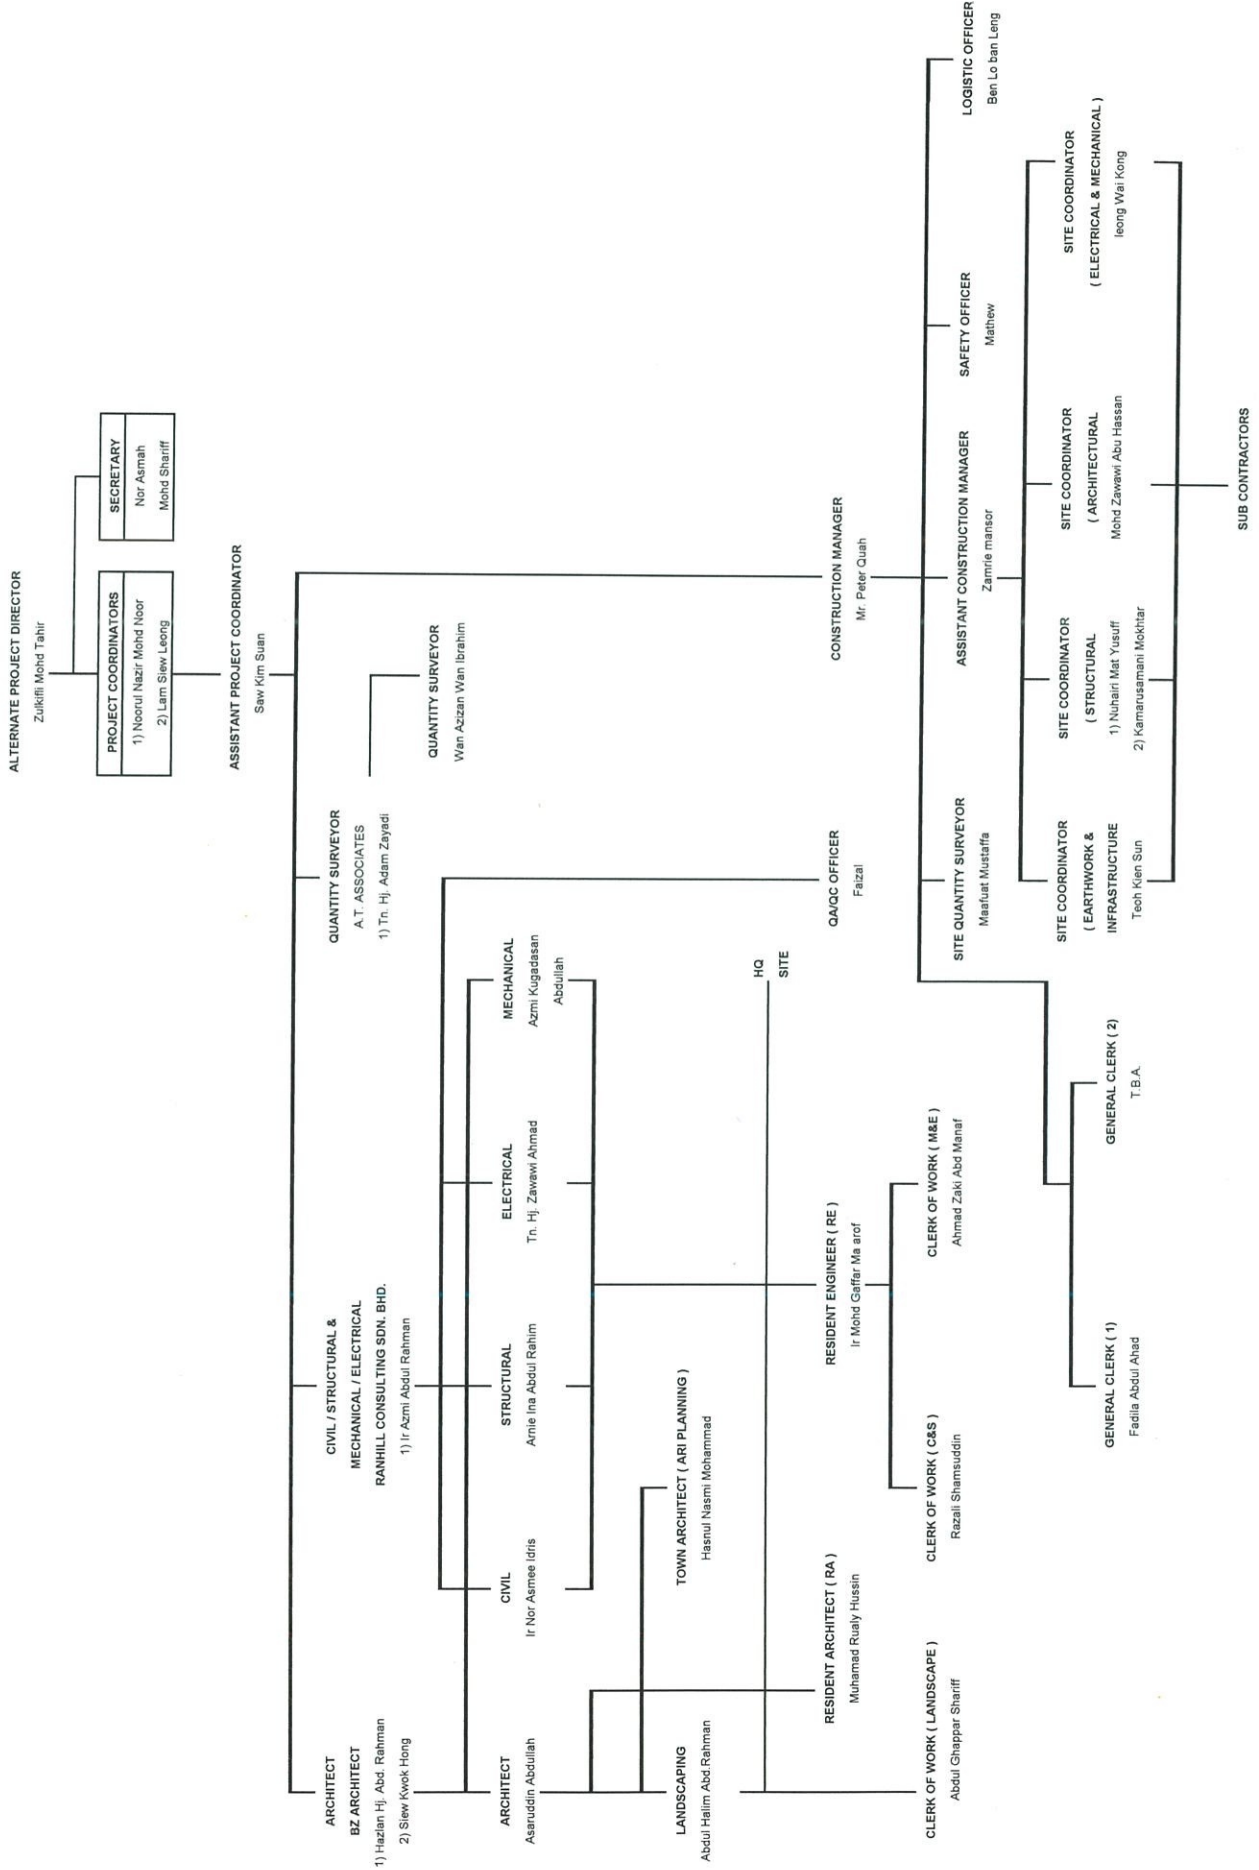 ALTERNATE PROJECT DIRECTOR
Zulkifli Mohd Tahir
PROJECT COORDINATORS
1) Noorul Nazir Mohd Noor
2) Lam Siew Leong
SECRETARY
Nor Asmah
Mohd Shariff
ASSISTANT PROJECT COORDINATOR
Saw Kim Suan
ARCHITECT
BZ ARCHITECT
1) Hazlan Hj. Abd. Rahman
2) Siew Kwok Hong
CIVIL / STRUCTURAL &
MECHANICAL / ELECTRICAL
RANHILL CONSULTING SDN. BHD.
1) Ir Azmi Abdul Rahman
QUANTITY SURVEYOR
A.T. ASSOCIATES
1) Tn. Hj. Adam Zayadi
QUANTITY SURVEYOR
Wan Azizan Wan Ibrahim
ARCHITECT
Asaruddin Abdullah
CIVIL
Ir Nor Asmee Idris
STRUCTURAL
Arnie Ina Abdul Rahim
ELECTRICAL
Tn. Hj. Zawawi Ahmad
MECHANICAL
Azmi Kugadasan
Abdullah
LANDSCAPING
Abdul Halim Abd.Rahman
TOWN ARCHITECT ( ARI PLANNING )
Hasnul Nasmi Mohammad
HQ
SITE
RESIDENT ARCHITECT ( RA )
Muhamad Rualy Hussin
RESIDENT ENGINEER ( RE )
Ir Mohd Gaffar Ma arof
QA/QC OFFICER
Faizal
CONSTRUCTION MANAGER
Mr. Peter Quah
CLERK OF WORK ( LANDSCAPE )
Abdul Ghappar Shariff
CLERK OF WORK ( C&S )
Razali Shamsuddin
CLERK OF WORK ( M&E )
Ahmad Zaki Abd Manaf
SITE QUANTITY SURVEYOR
Maafuat Mustaffa
ASSISTANT CONSTRUCTION MANAGER
Zamrie mansor
SAFETY OFFICER
Mathew
LOGISTIC OFFICER
Ben Lo ban Leng
SITE COORDINATOR
( EARTHWORK &
INFRASTRUCTURE
Teoh Kien Sun
SITE COORDINATOR
( STRUCTURAL
1) Nuhairi Mat Yusuff
2) Kamarusamani Mokhtar
SITE COORDINATOR
( ARCHITECTURAL
Mohd Zawawi Abu Hassan
SITE COORDINATOR
( ELECTRICAL & MECHANICAL )
Ieong Wai Kong
GENERAL CLERK ( 1)
Fadila Abdul Ahad
GENERAL CLERK ( 2)
T.B.A.
SUB CONTRACTORS